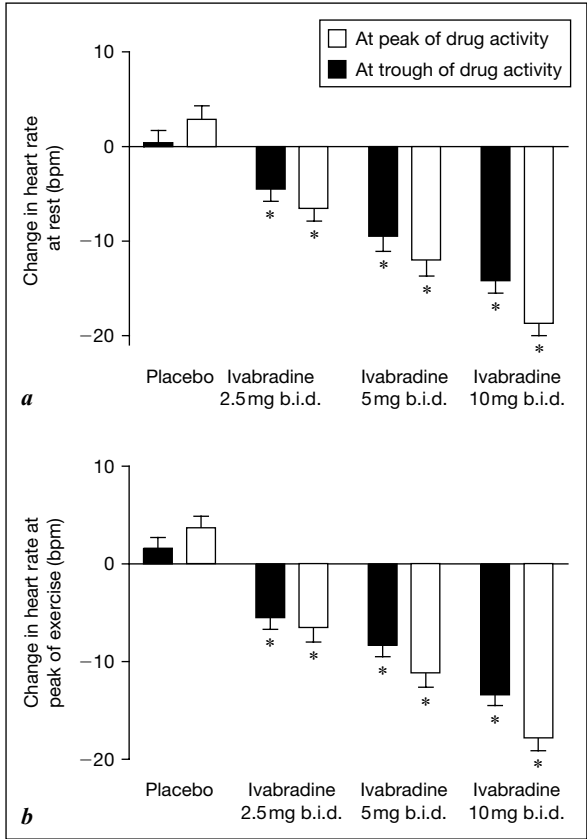 At peak of drug activity
At trough of drug activity
Change in heart rate
at rest (bpm)
10
0
−10
−20
*
*
*
*
*
*
Placebo
Ivabradine
2.5 mg b.i.d.
Ivabradine
5 mg b.i.d.
Ivabradine
10 mg b.i.d.
a
Change in heart rate at
peak of exercise (bpm)
10
0
−10
−20
*
*
*
*
*
*
Placebo
Ivabradine
2.5 mg b.i.d.
Ivabradine
5 mg b.i.d.
Ivabradine
10 mg b.i.d.
b